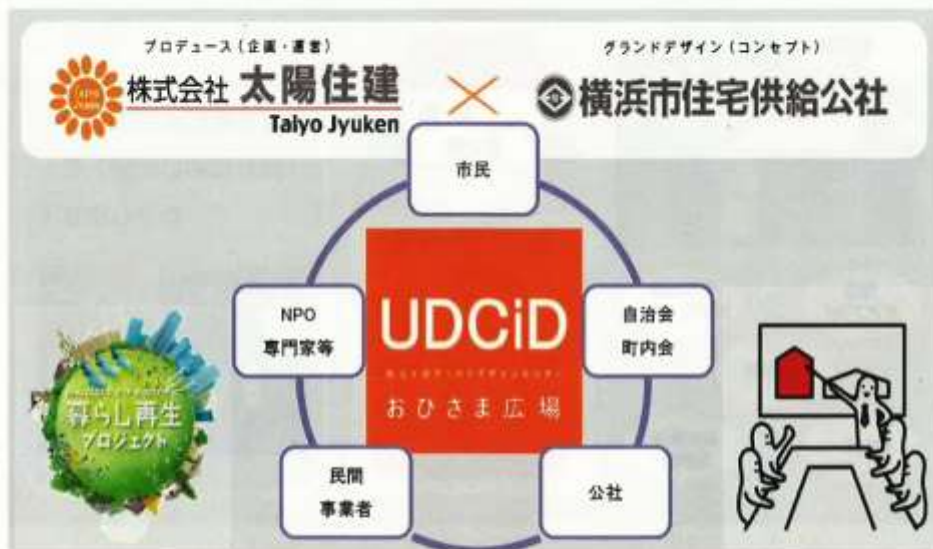 プロデュース(企画・運営)
株式会社 太陽住建
Taiyo Jyuken
グランドデザイン(コンセプト)
横浜市住宅供給公社
市民
NPO
専門家等
UDCiD
おひさま広場
自治会
町内会
暮らし再生
プロジェクト
民間
事業者
公社